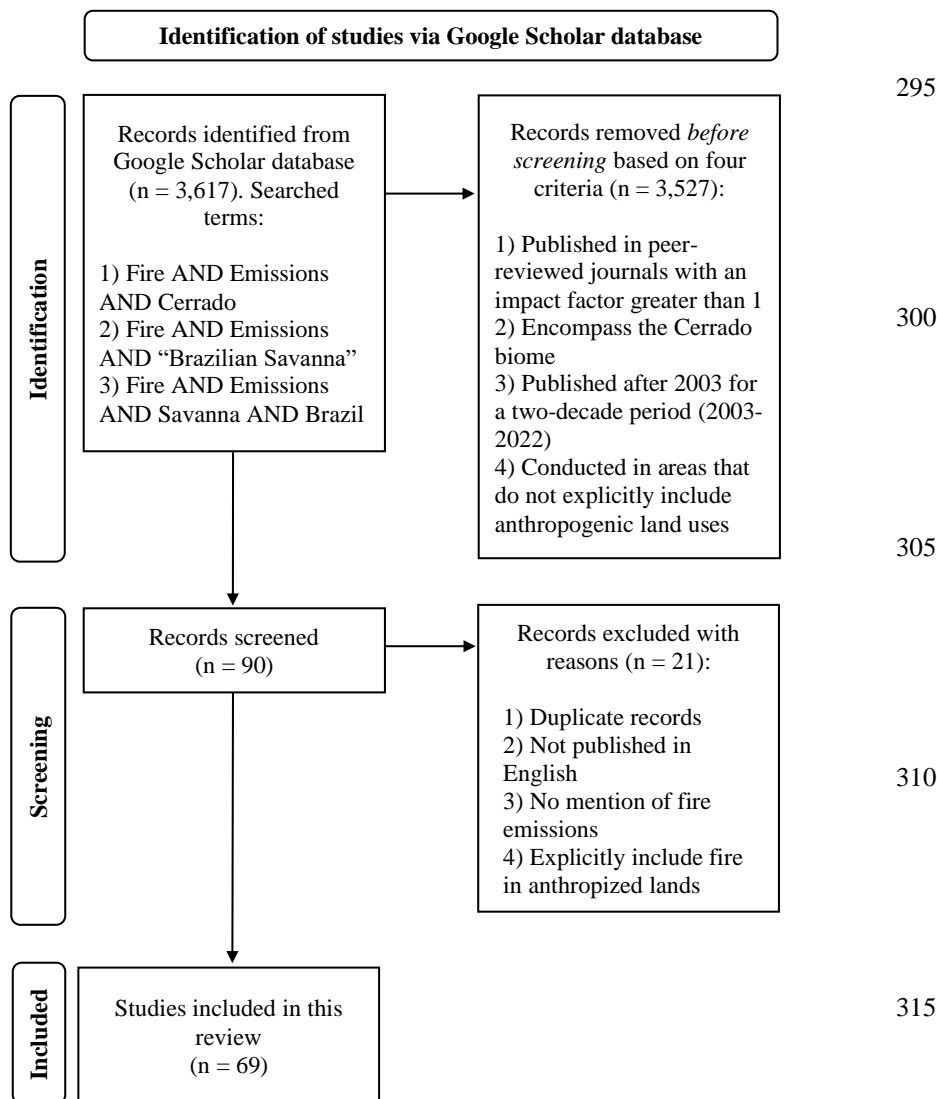 Identification of studies via Google Scholar database
Identification
Records identified from
Google Scholar database
(n = 3,617). Searched
terms:
1) Fire AND Emissions
AND Cerrado
2) Fire AND Emissions
AND “Brazilian Savanna”
3) Fire AND Emissions
AND Savanna AND Brazil
Records removed before
screening based on four
criteria (n = 3,527):
1) Published in peer-
reviewed journals with an
impact factor greater than 1
2) Encompass the Cerrado
biome
3) Published after 2003 for
a two-decade period (2003-
2022)
4) Conducted in areas that
do not explicitly include
anthropogenic land uses
295
300
305
Screening
Records screened
(n = 90)
Records excluded with
reasons (n = 21):
1) Duplicate records
2) Not published in
English
3) No mention of fire
emissions
4) Explicitly include fire
in anthropized lands
310
Included
Studies included in this
review
(n = 69)
315